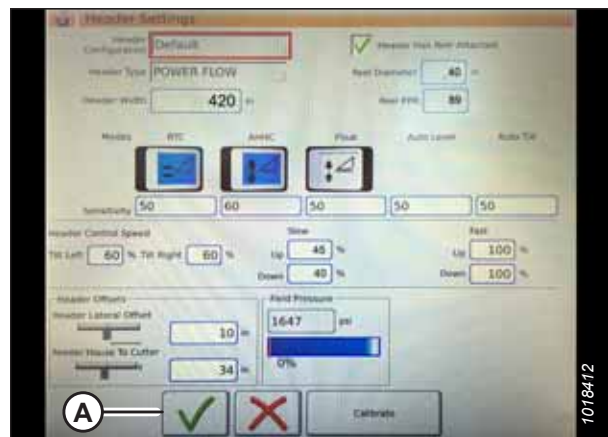 Header Settings
Header Configuration Default
Header Has Reel Attached
Header Type POWER FLOW
Reel Diameter 40 in
Header Width 420 in
Reel PPR 89
Modes RTC AHHC Float Auto Level Auto Tilt
Sensitivity 50 60 50 50 50
Header Control Speed
Slow
Fast
Tilt Left 60 % Tilt Right 60 %
Up 45 %
Up 100 %
Down 40 %
Down 100 %
Header Offsets
Field Pressure
Header Lateral Offset
10 in
1647 psi
Feeder House To Cutter
34 in
0%
A
Calibrate
1018412